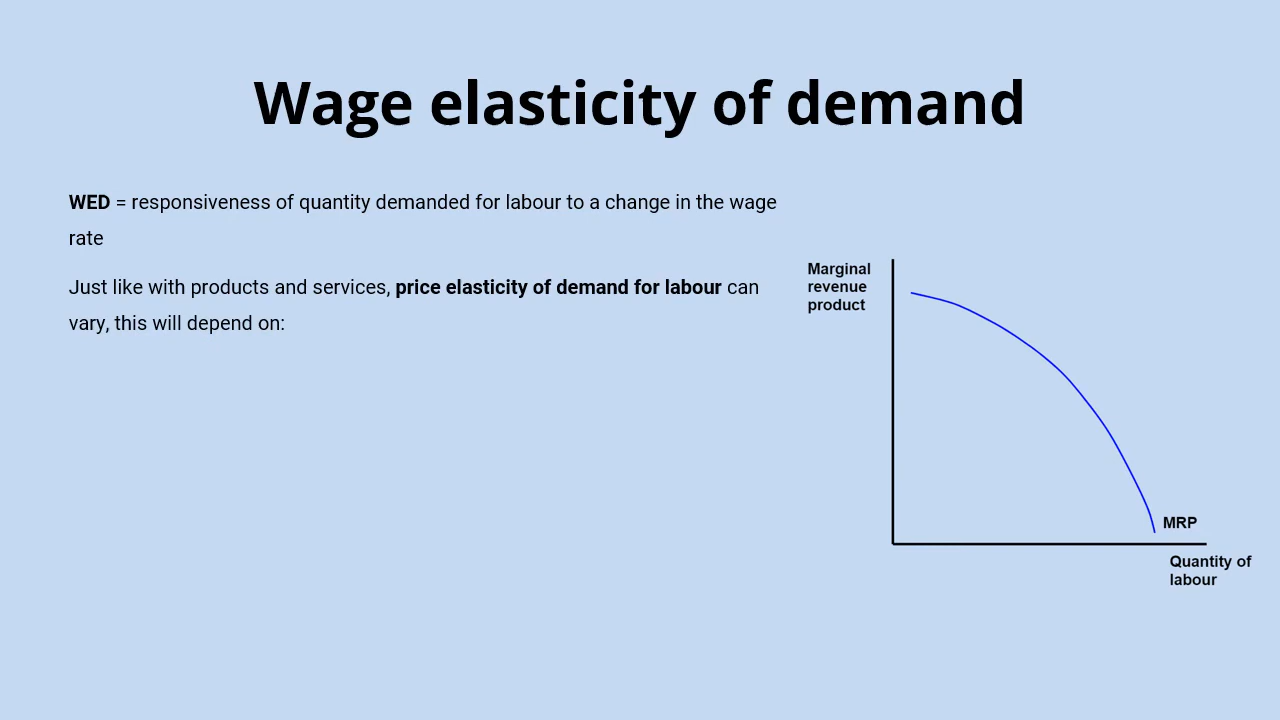 Wage elasticity of demand
WED = responsiveness of quantity demanded for labour to a change in the wage
rate
Just like with products and services, price elasticity of demand for labour can
vary, this will depend on:
Marginal
revenue
product
MRP
Quantity of
labour